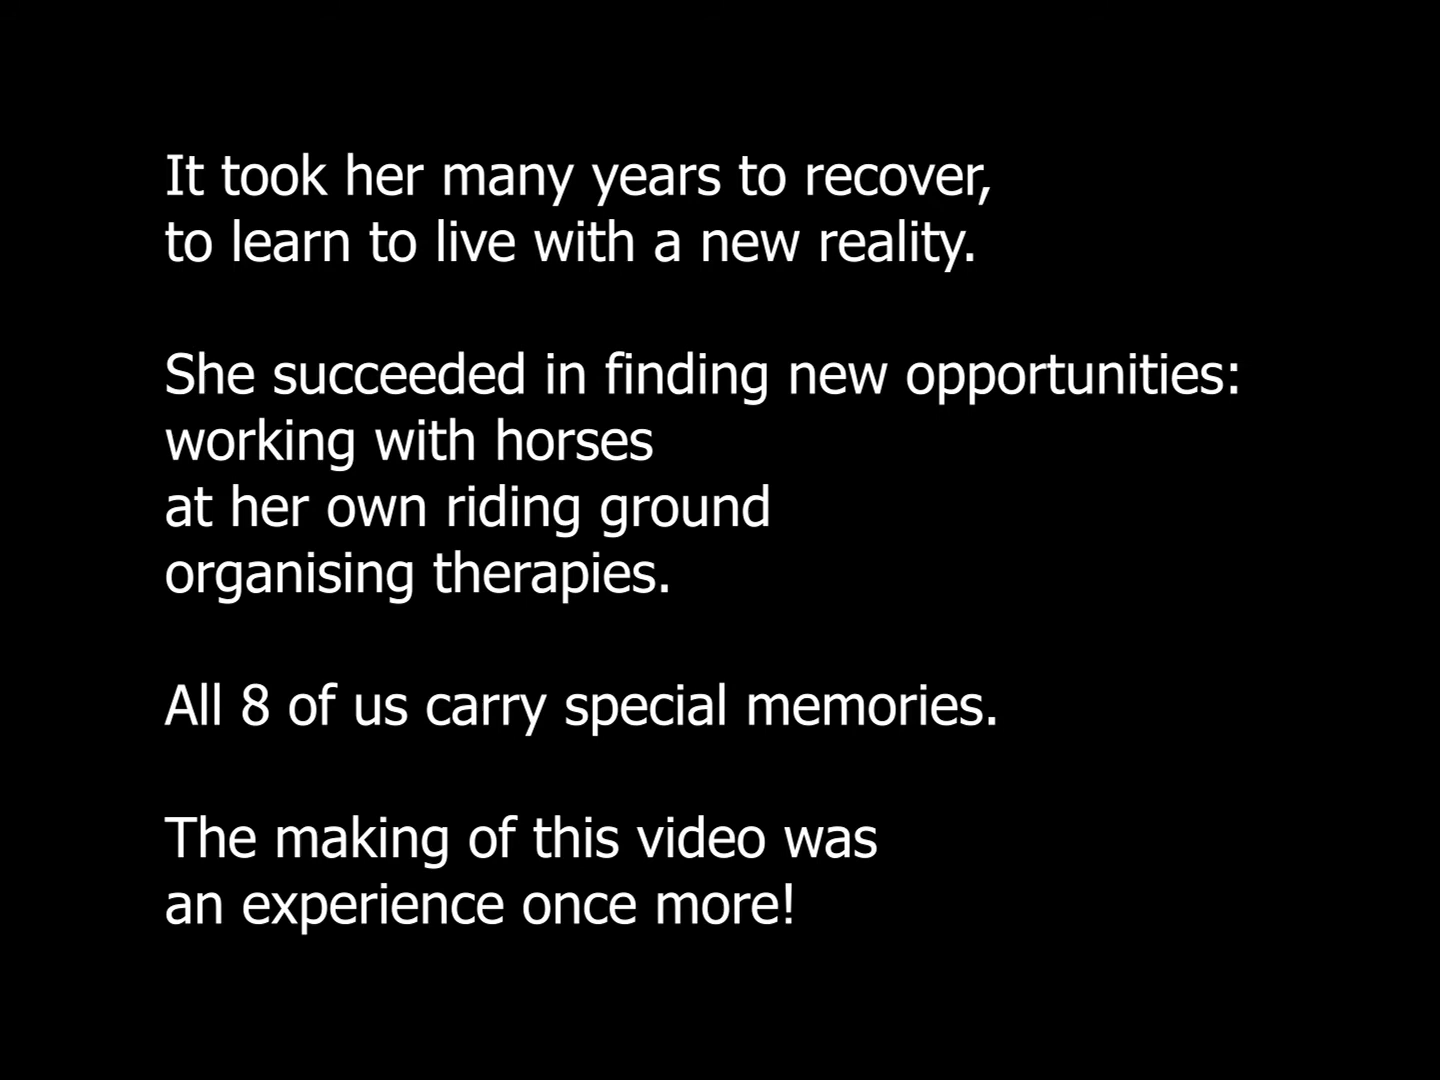 It took her many years to recover,
to learn to live with a new reality.
She succeeded in finding new opportunities:
working with horses
at her own riding ground
organising therapies.
All 8 of us carry special memories.
The making of this video was
an experience once more!